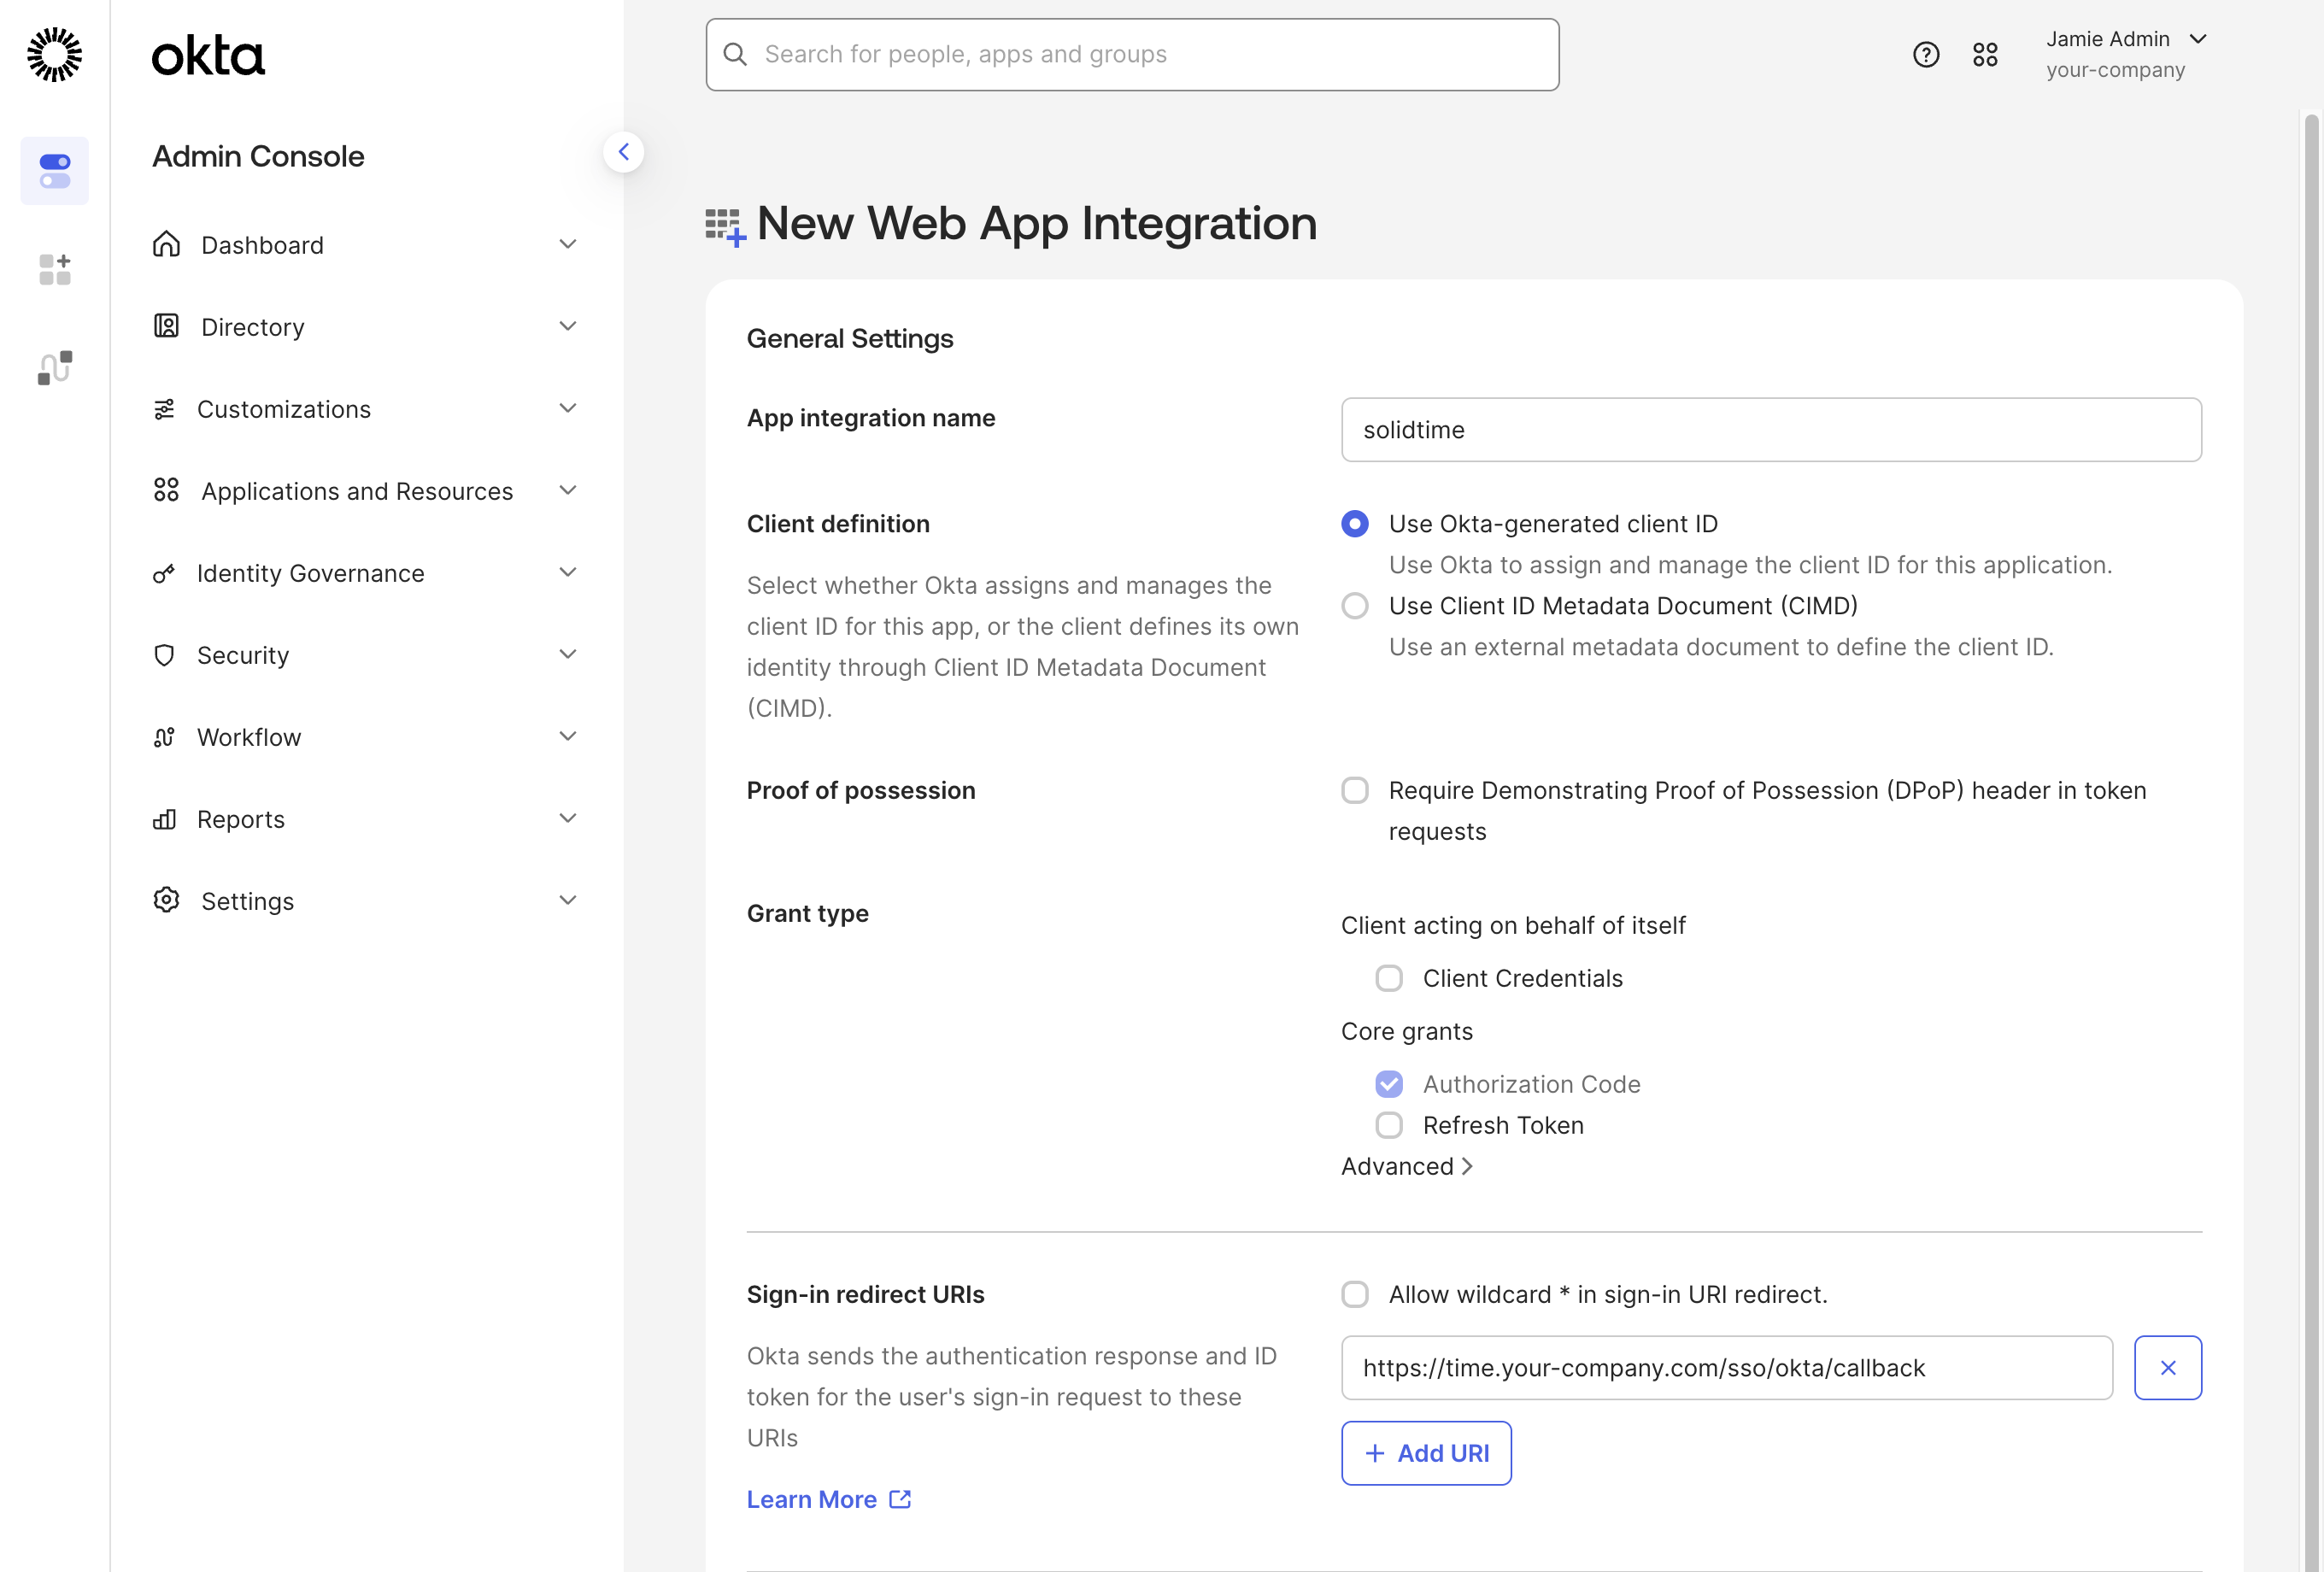 okta
Search for people, apps and groups
Jamie Admin
your-company
Admin Console
Dashboard
Directory
Customizations
Applications and Resources
Identity Governance
Security
Workflow
Reports
Settings
New Web App Integration
General Settings
App integration name
solidtime
Client definition
Select whether Okta assigns and manages the
client ID for this app, or the client defines its own
identity through Client ID Metadata Document
(CIMD).
Use Okta-generated client ID
Use Okta to assign and manage the client ID for this application.
Use Client ID Metadata Document (CIMD)
Use an external metadata document to define the client ID.
Proof of possession
Require Demonstrating Proof of Possession (DPoP) header in token
requests
Grant type
Client acting on behalf of itself
Client Credentials
Core grants
Authorization Code
Refresh Token
Advanced
Sign-in redirect URIs
Okta sends the authentication response and ID
token for the user's sign-in request to these
URIs
Learn More
Allow wildcard * in sign-in URI redirect.
https://time.your-company.com/sso/okta/callback
+ Add URI